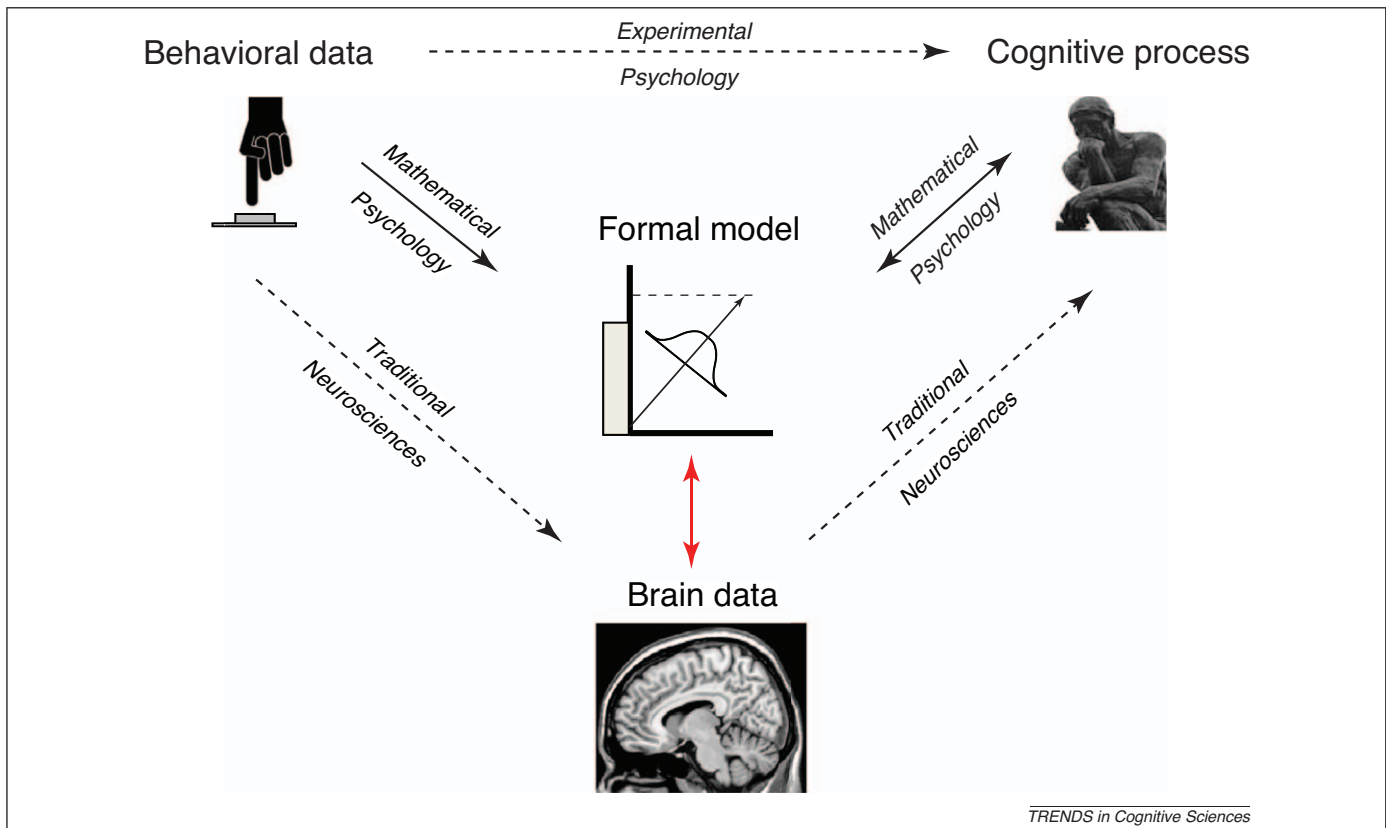 Behavioral data
Experimental
Psychology
Cognitive process
Mathematical
Psychology
Formal model
Mathematical
Psychology
Traditional
Neurosciences
Traditional
Neurosciences
Brain data
TRENDS in Cognitive Sciences